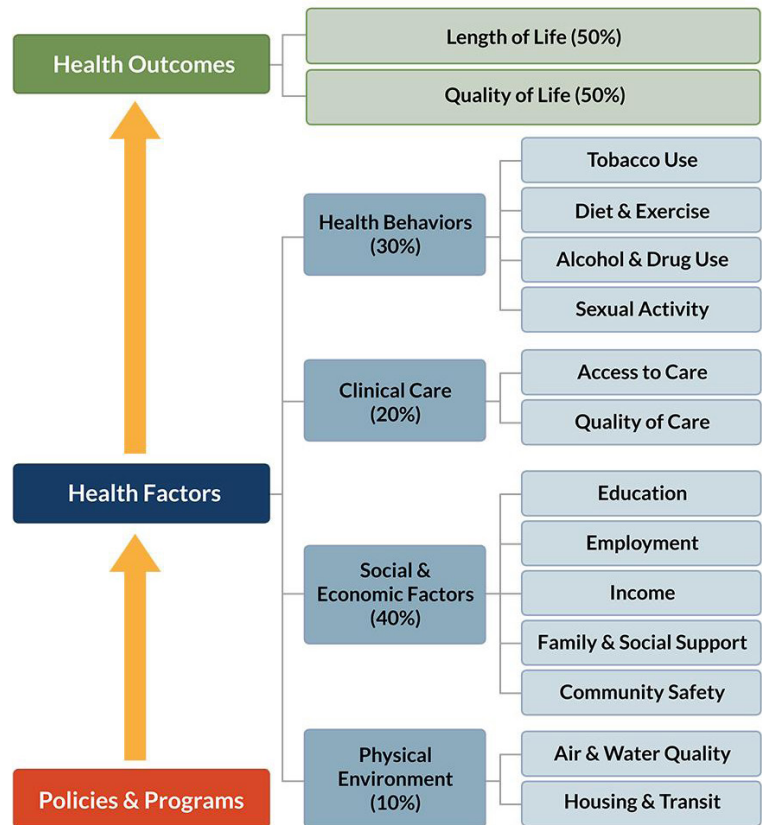 Health Outcomes
Length of Life (50%)
Quality of Life (50%)
Health Factors
Health Behaviors
(30%)
Tobacco Use
Diet & Exercise
Alcohol & Drug Use
Sexual Activity
Clinical Care
(20%)
Access to Care
Quality of Care
Social &
Economic Factors
(40%)
Education
Employment
Income
Family & Social Support
Community Safety
Physical
Environment
(10%)
Air & Water Quality
Housing & Transit
Policies & Programs